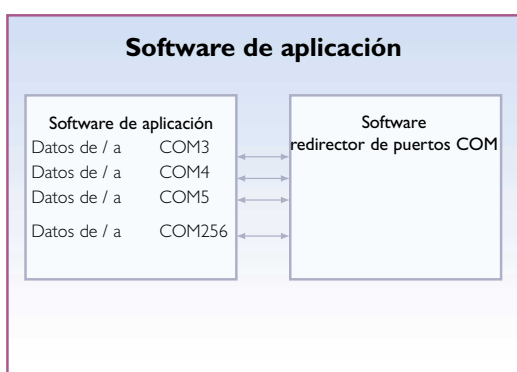 Software de aplicación
Software de aplicación
Datos de / a COM3
Datos de / a COM4
Datos de / a COM5
Datos de / a COM256
Software
redirector de puertos COM